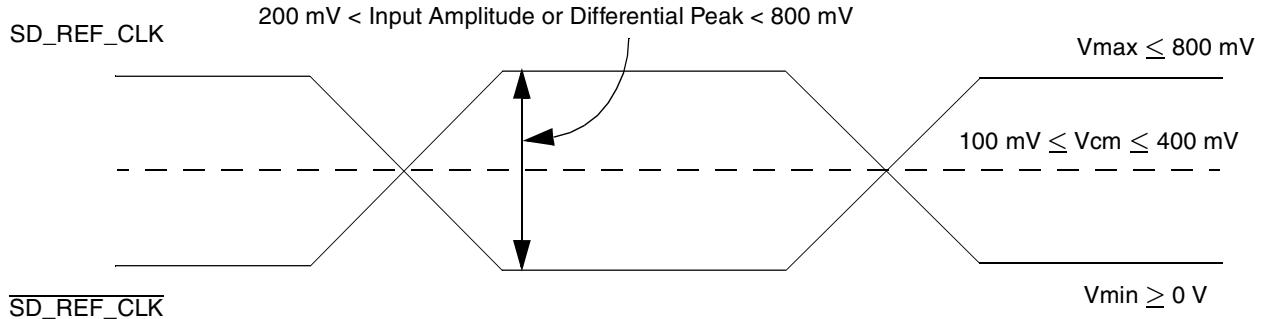 200 mV < Input Amplitude or Differential Peak < 800 mV
SD_REF_CLK
Vmax ≤ 800 mV
100 mV ≤ Vcm ≤ 400 mV
Vmin ≥ 0 V
S̅D̅_̅R̅E̅F̅_̅C̅L̅K̅